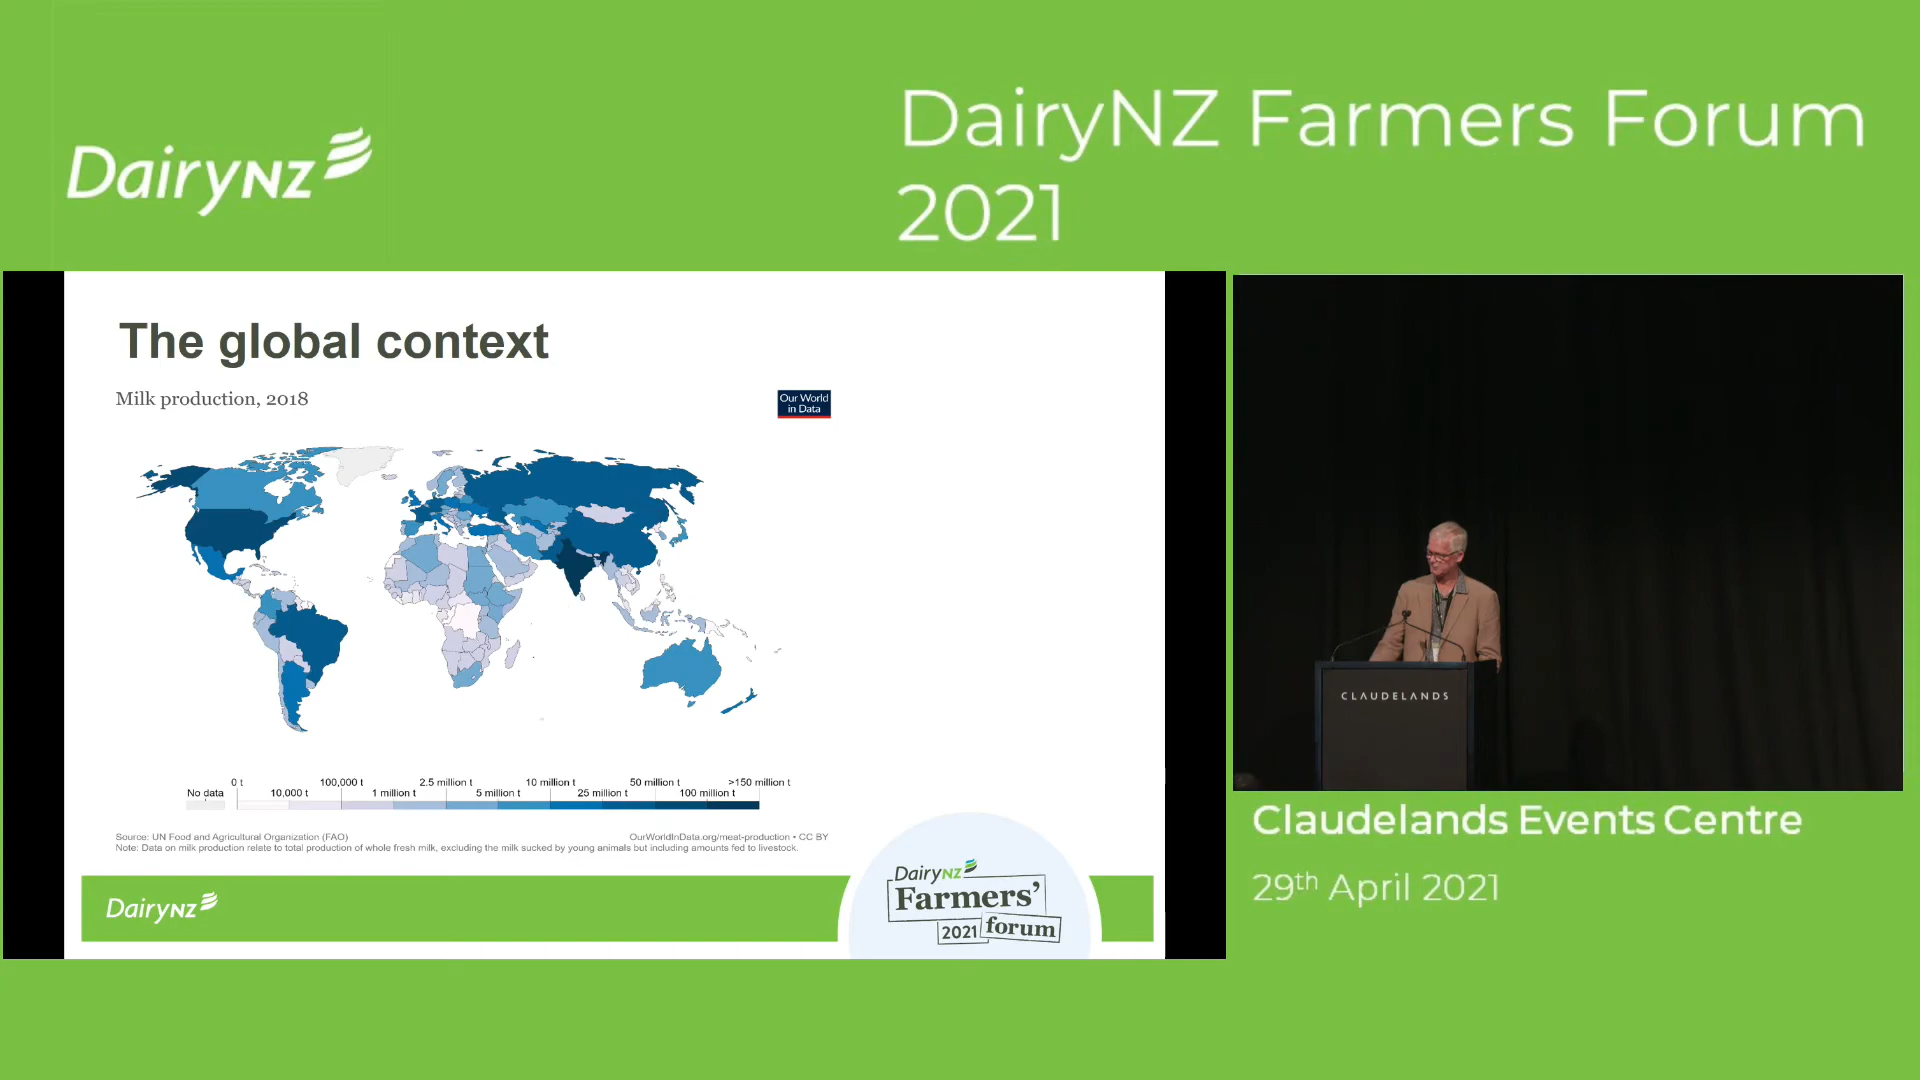 DairyNZ
DairyNZ Farmers Forum
2021
The global context
Milk production, 2018
Our World
in Data
No data
0 t
10,000 t
100,000 t
1 million t
2.5 million t
5 million t
10 million t
25 million t
50 million t
100 million t
>150 million t
Source: UN Food and Agricultural Organization (FAO)
OurWorldInData.org/meat-production • CC BY
Note: Data on milk production relate to total production of whole fresh milk, excluding the milk sucked by young animals but including amounts fed to livestock.
DairyNZ
DairyNZ
Farmers'
2021 forum
CLAUDELANDS
Claudelands Events Centre
29th April 2021